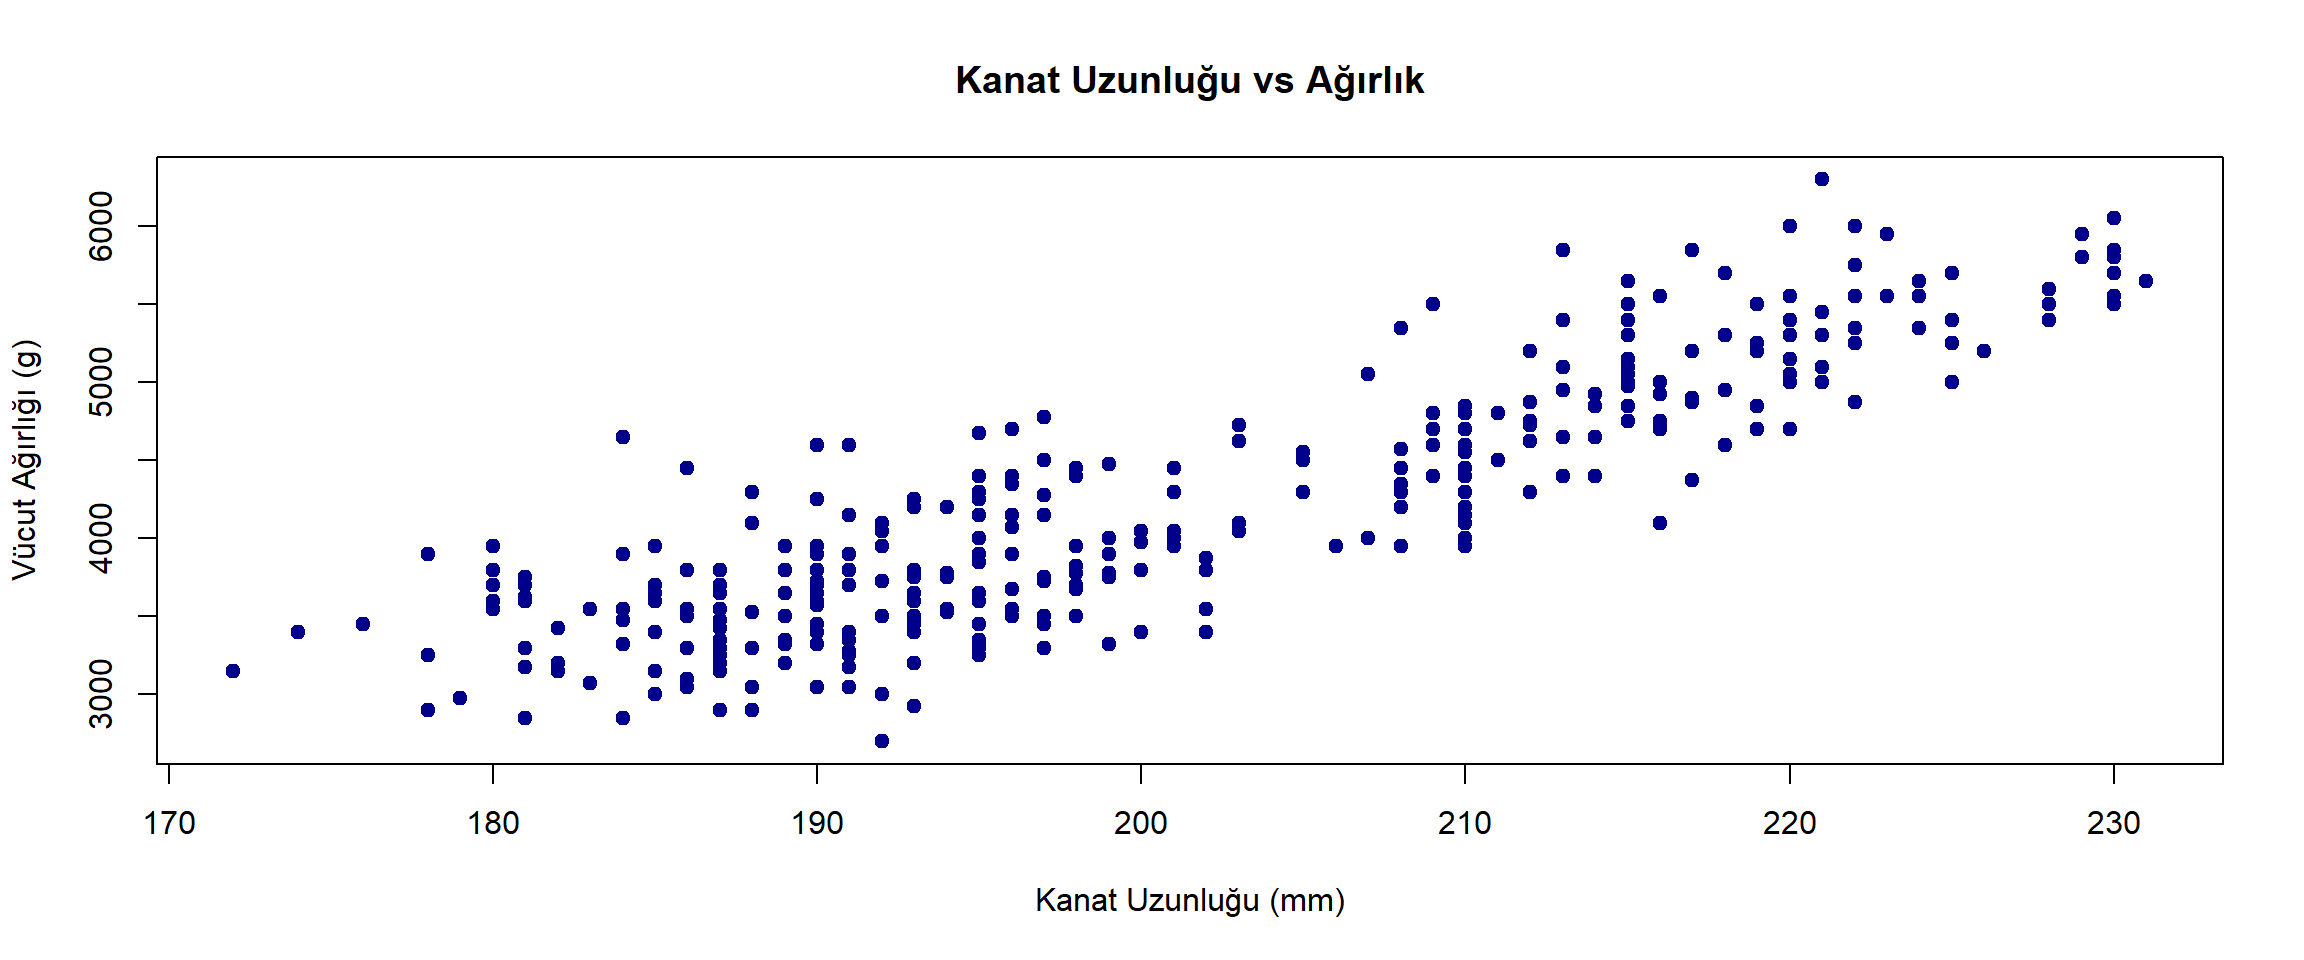 Kanat Uzunluğu vs Ağırlık
Vücut Ağırlığı (g)
6000
5000
4000
3000
170 180 190 200 210 220 230
Kanat Uzunluğu (mm)